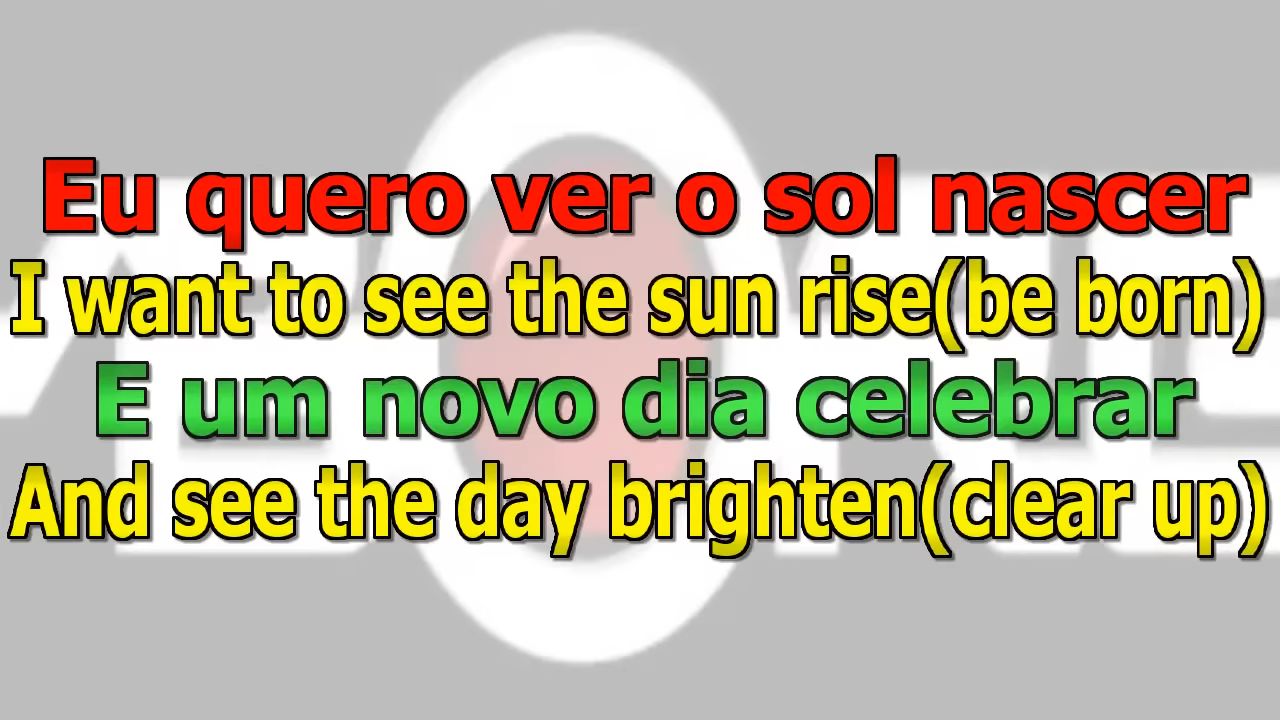 Eu quero ver o sol nascer
I want to see the sun rise(be born)
E um novo dia celebrar
And see the day brighten(clear up)